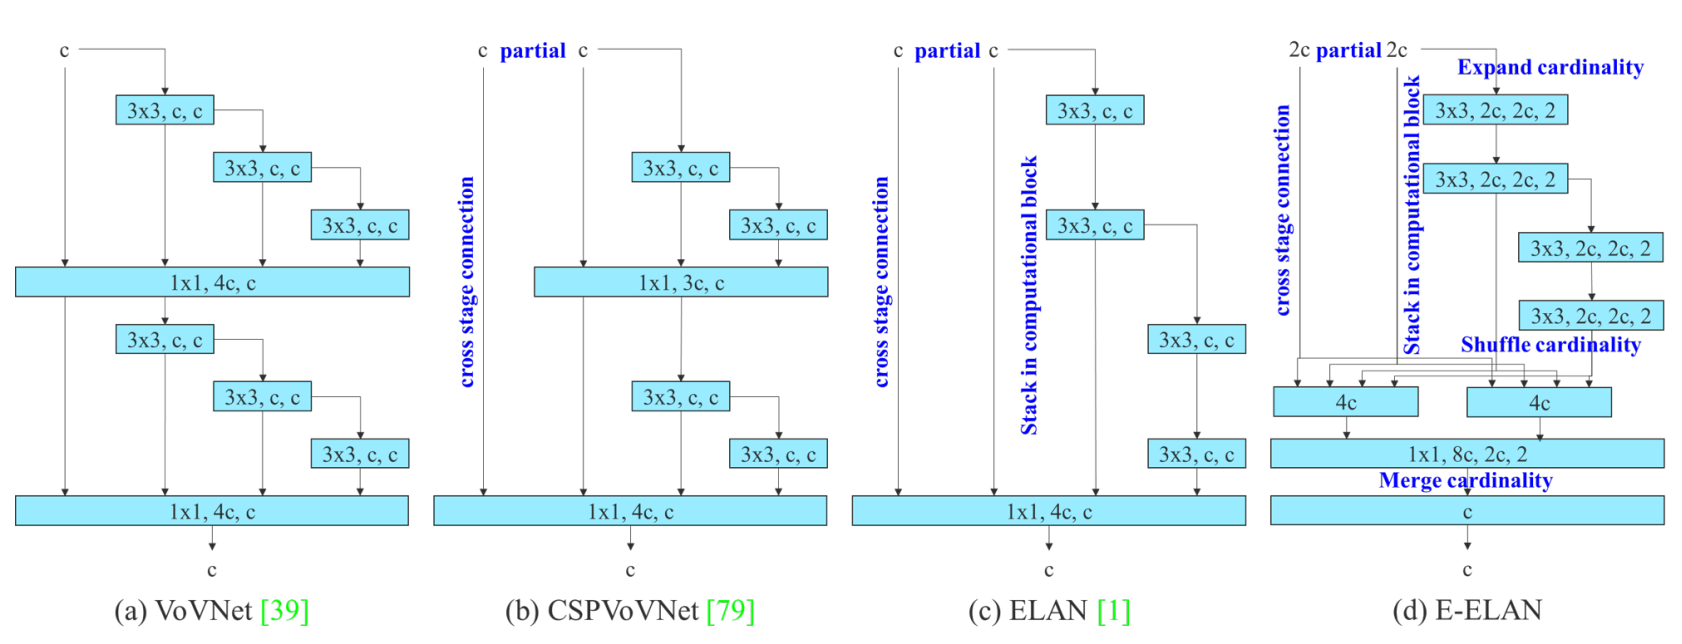 c
3x3, c, c
3x3, c, c
3x3, c, c
1x1, 4c, c
3x3, c, c
3x3, c, c
3x3, c, c
1x1, 4c, c
c
(a) VoVNet [39]
c partial c
cross stage connection
3x3, c, c
3x3, c, c
1x1, 3c, c
3x3, c, c
3x3, c, c
1x1, 4c, c
c
(b) CSPVoVNet [79]
c partial c
cross stage connection
Stack in computational block
3x3, c, c
3x3, c, c
3x3, c, c
3x3, c, c
1x1, 4c, c
c
(c) ELAN [1]
2c partial 2c
Expand cardinality
cross stage connection
Stack in computational block
3x3, 2c, 2c, 2
3x3, 2c, 2c, 2
3x3, 2c, 2c, 2
3x3, 2c, 2c, 2
Shuffle cardinality
4c
4c
1x1, 8c, 2c, 2
Merge cardinality
c
c
(d) E-ELAN